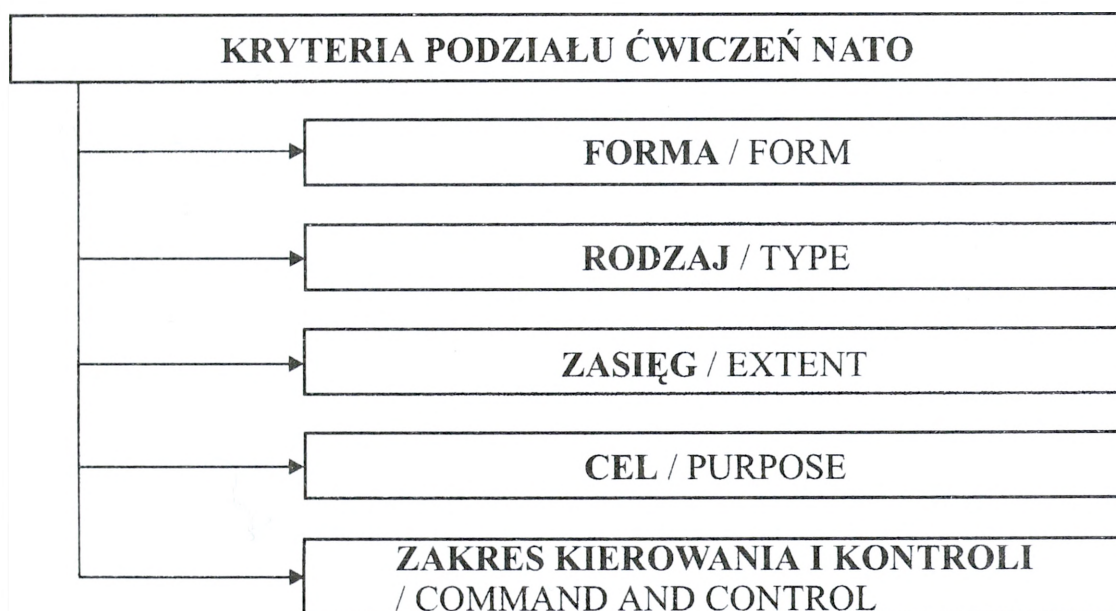 KRYTERIA PODZIAŁU ĆWICZEŃ NATO
FORMA / FORM
RODZAJ / TYPE
ZASIĘG / EXTENT
CEL / PURPOSE
ZAKRES KIEROWANIA I KONTROLI
/ COMMAND AND CONTROL